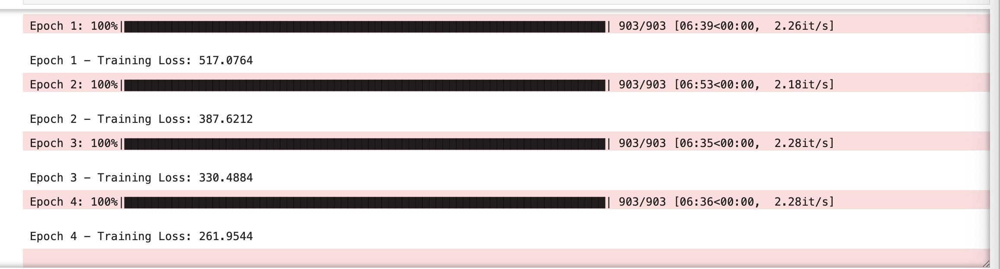 Epoch 1: 100%|██████████████████████████████████████████████████████████████████████| 903/903 [06:39<00:00,  2.26it/s]
Epoch 1 – Training Loss: 517.0764
Epoch 2: 100%|██████████████████████████████████████████████████████████████████████| 903/903 [06:53<00:00,  2.18it/s]
Epoch 2 – Training Loss: 387.6212
Epoch 3: 100%|██████████████████████████████████████████████████████████████████████| 903/903 [06:35<00:00,  2.28it/s]
Epoch 3 – Training Loss: 330.4884
Epoch 4: 100%|██████████████████████████████████████████████████████████████████████| 903/903 [06:36<00:00,  2.28it/s]
Epoch 4 – Training Loss: 261.9544